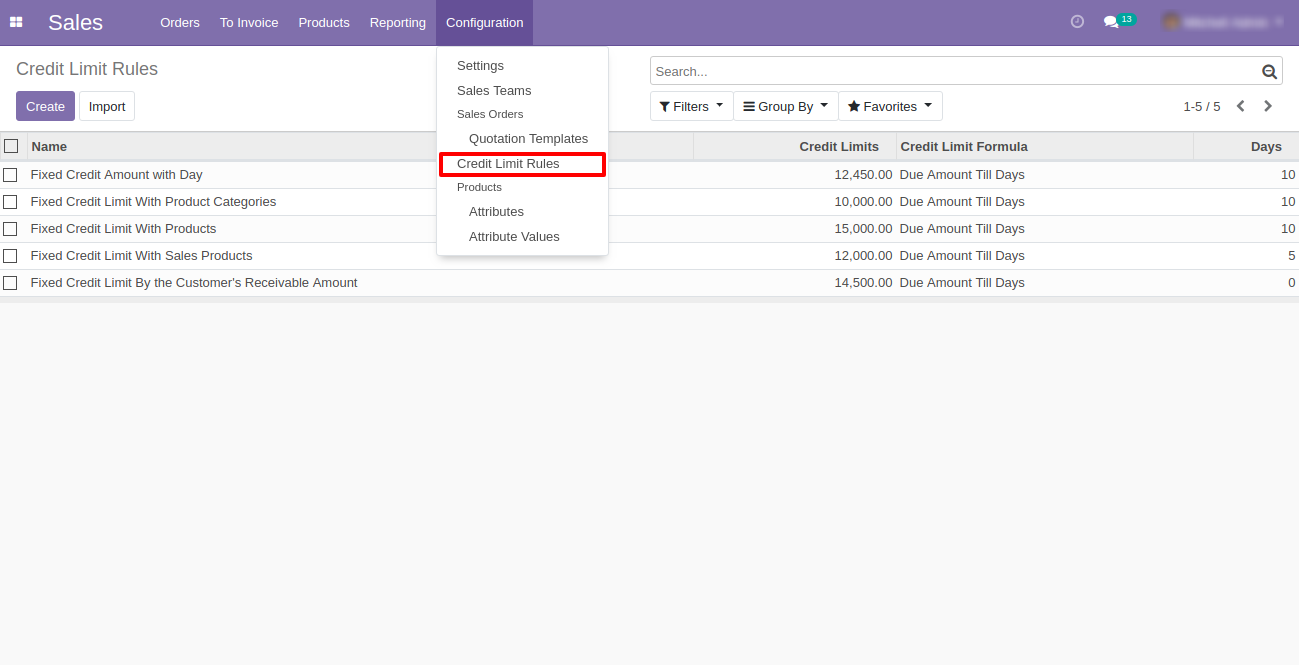 Sales Orders To Invoice Products Reporting Configuration 13
Credit Limit Rules
Search...
Create Import
Filters Group By Favorites 1-5 / 5
Settings
Sales Teams
Sales Orders
Quotation Templates
Credit Limit Rules
Products
Attributes
Attribute Values
Name Credit Limits Credit Limit Formula Days
Fixed Credit Amount with Day 12,450.00 Due Amount Till Days 10
Fixed Credit Limit With Product Categories 10,000.00 Due Amount Till Days 10
Fixed Credit Limit With Products 15,000.00 Due Amount Till Days 10
Fixed Credit Limit With Sales Products 12,000.00 Due Amount Till Days 5
Fixed Credit Limit By the Customer's Receivable Amount 14,500.00 Due Amount Till Days 0